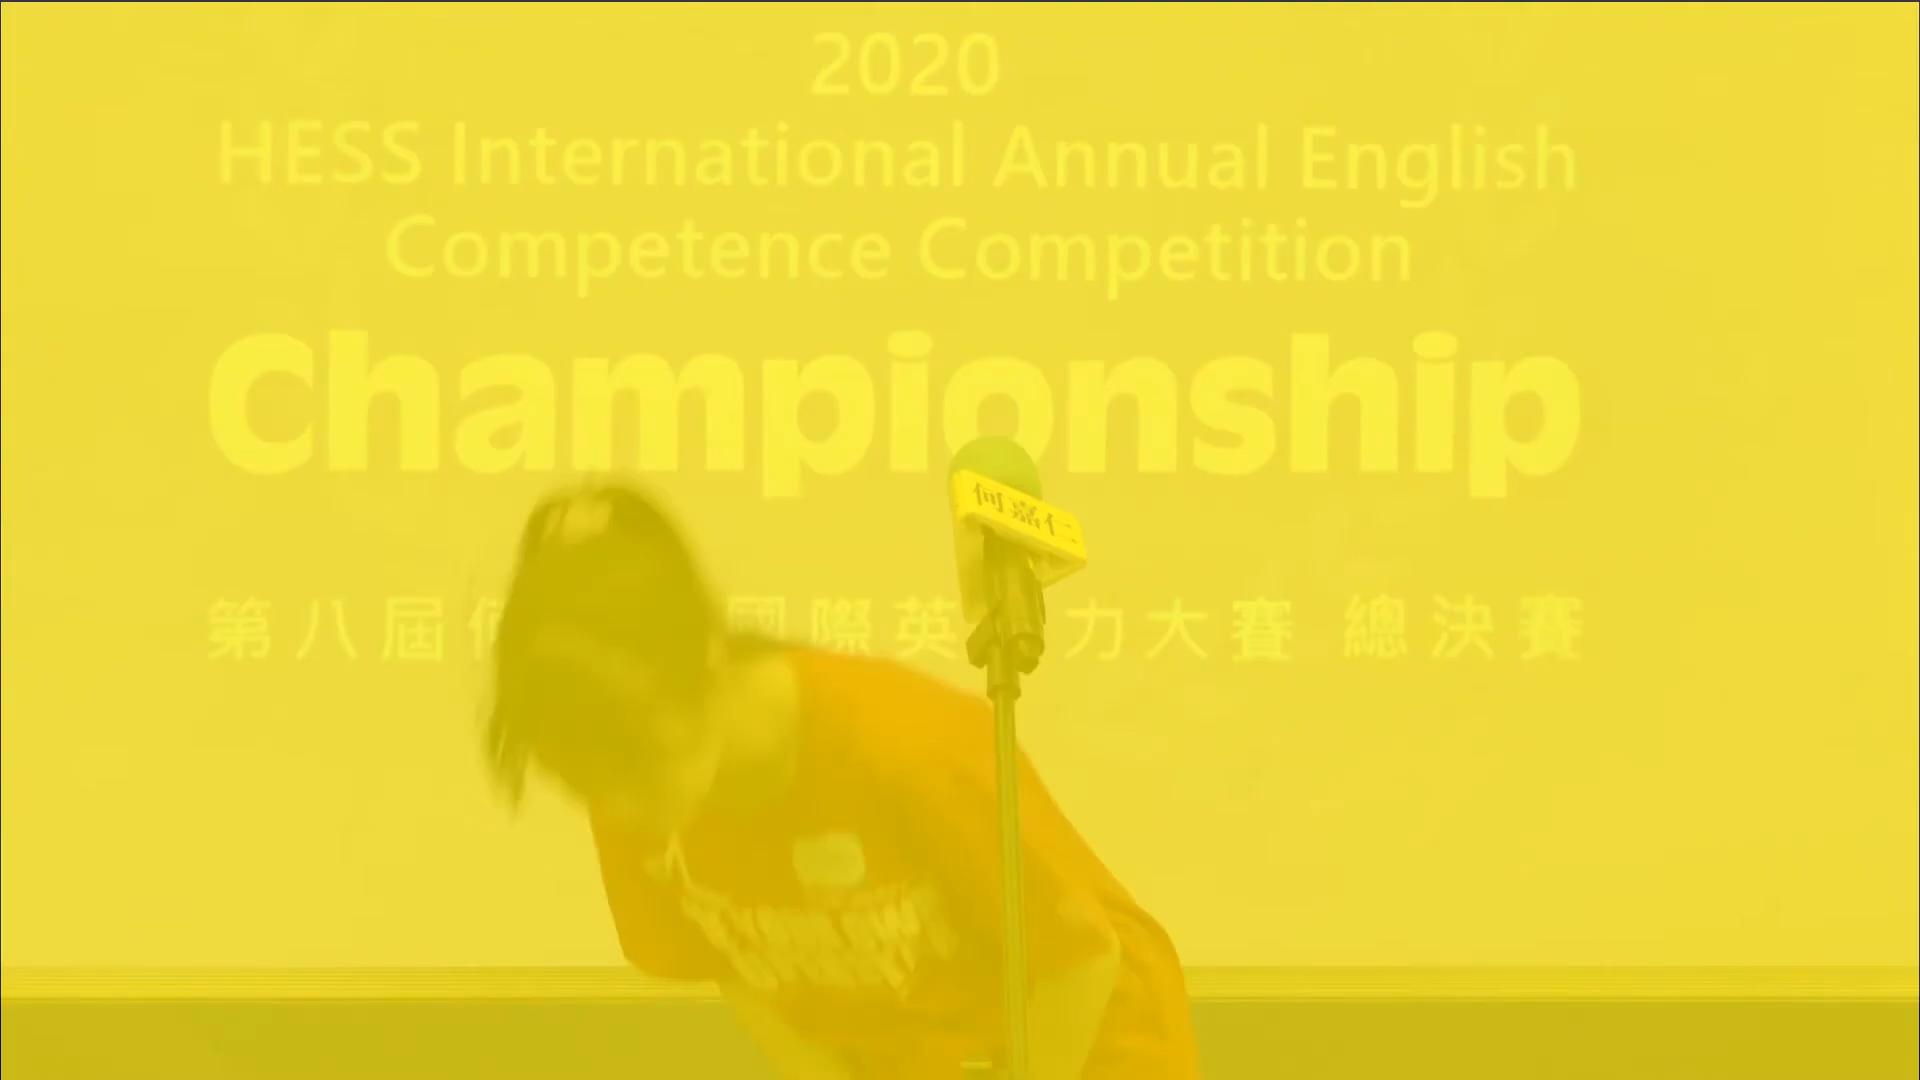 2020
HESS International Annual English
Competence Competition
Championship
何嘉仁
第八屆 國際英 力大賽 總決賽